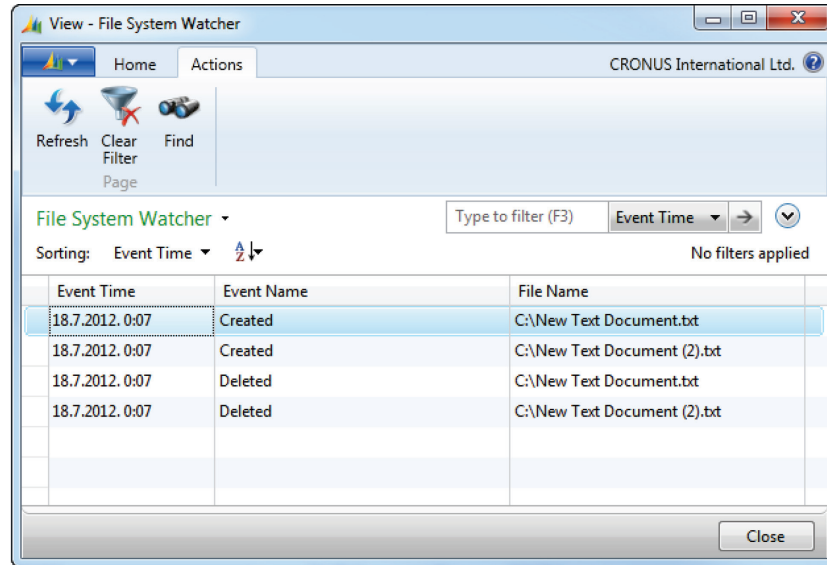 View - File System Watcher
Home Actions CRONUS International Ltd.
Refresh Clear Filter Find
Page
File System Watcher Type to filter (F3) Event Time
Sorting: Event Time A Z No filters applied
Event Time Event Name File Name
18.7.2012. 0:07 Created C:\New Text Document.txt
18.7.2012. 0:07 Created C:\New Text Document (2).txt
18.7.2012. 0:07 Deleted C:\New Text Document.txt
18.7.2012. 0:07 Deleted C:\New Text Document (2).txt
Close